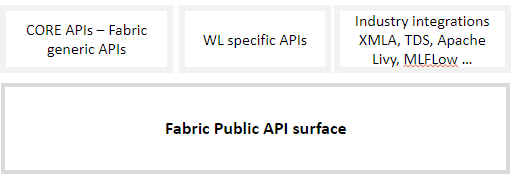 CORE APIs – Fabric
generic APIs
WL specific APIs
Industry integrations
XMLA, TDS, Apache
Livy, MLFLow ...
Fabric Public API surface